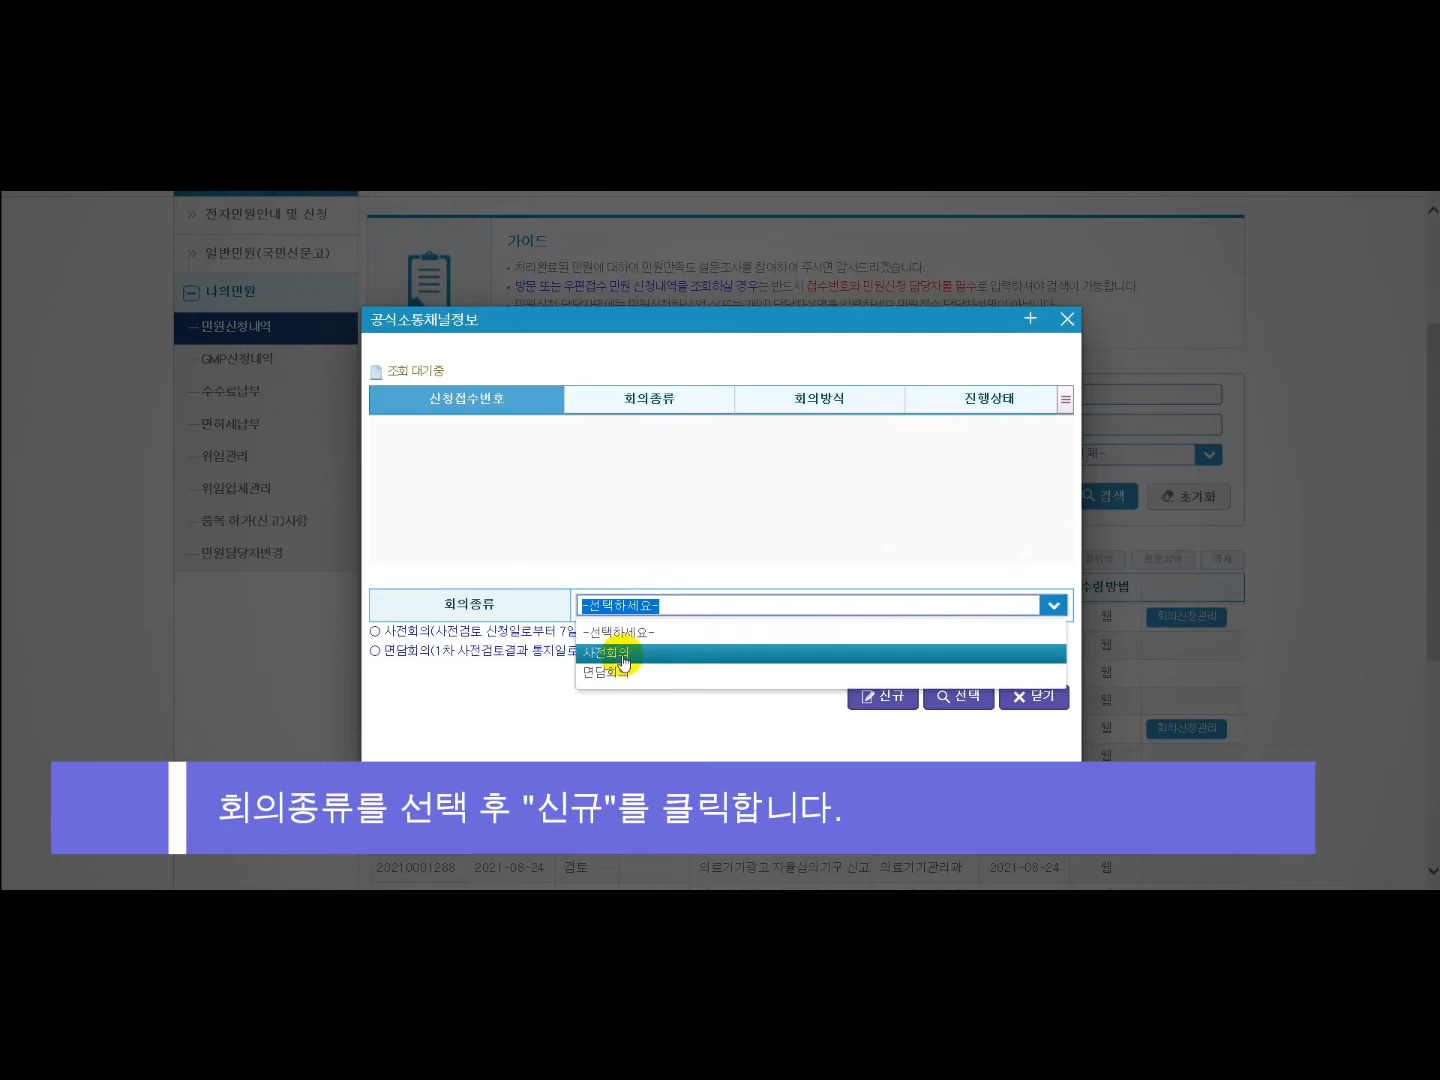 전자민원안내 및 신청
일반민원(국민신문고)
나의민원
민원신청내역
GMP신청내역
수수료납부
면허세납부
위임관리
위임업체관리
품목 허가(신고)사항
민원담당자변경
가이드
처리완료된 민원에 대하여 민원만족도 설문조사를 참여하여 주시면 감사드리겠습니다.
방문 또는 우편접수 민원 신청내역을 조회하실 경우는 반드시 접수번호와 민원신청 담당자를 필수로 입력하셔야 검색이 가능합니다.
공식소통채널정보
조회 대기중
신청접수번호 회의종류 회의방식 진행상태
회의종류 -선택하세요-
-선택하세요-
사전회의
면담회의
사전회의(사전검토 신청일로부터 7일
면담회의(1차 사전검토결과 통지일로
신규 선택 닫기
체-
검색 초기화
수령방법
웹 회의신청관리
웹
웹
웹
웹 회의신청관리
웹
회의종류를 선택 후 "신규"를 클릭합니다.
20210001288 2021-08-24 검토 의료기기광고 자율심의기구 신고 의료기기관리과 2021-08-24 웹